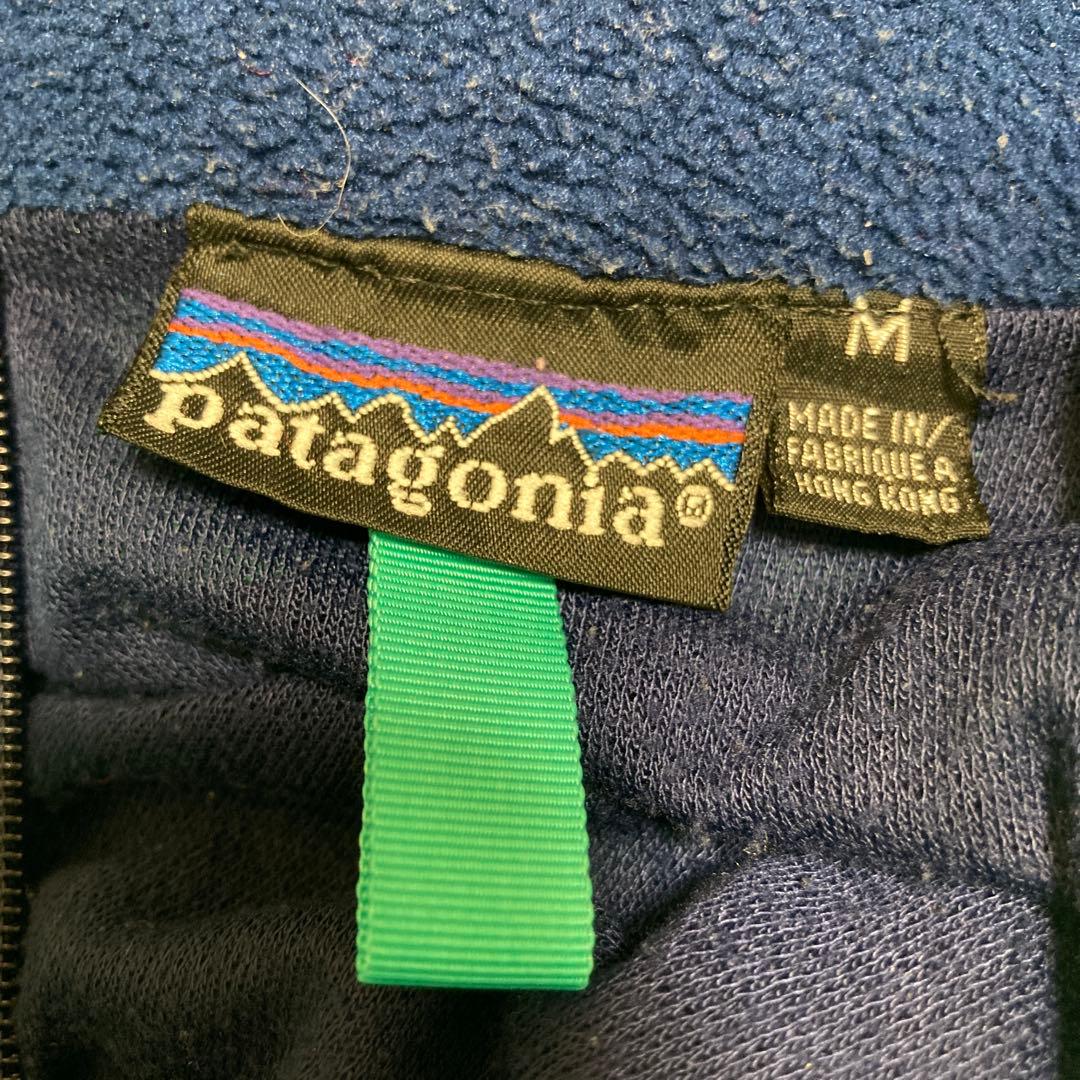 patagonia®
M
MADE IN/
FABRIQUE A
HONG KONG